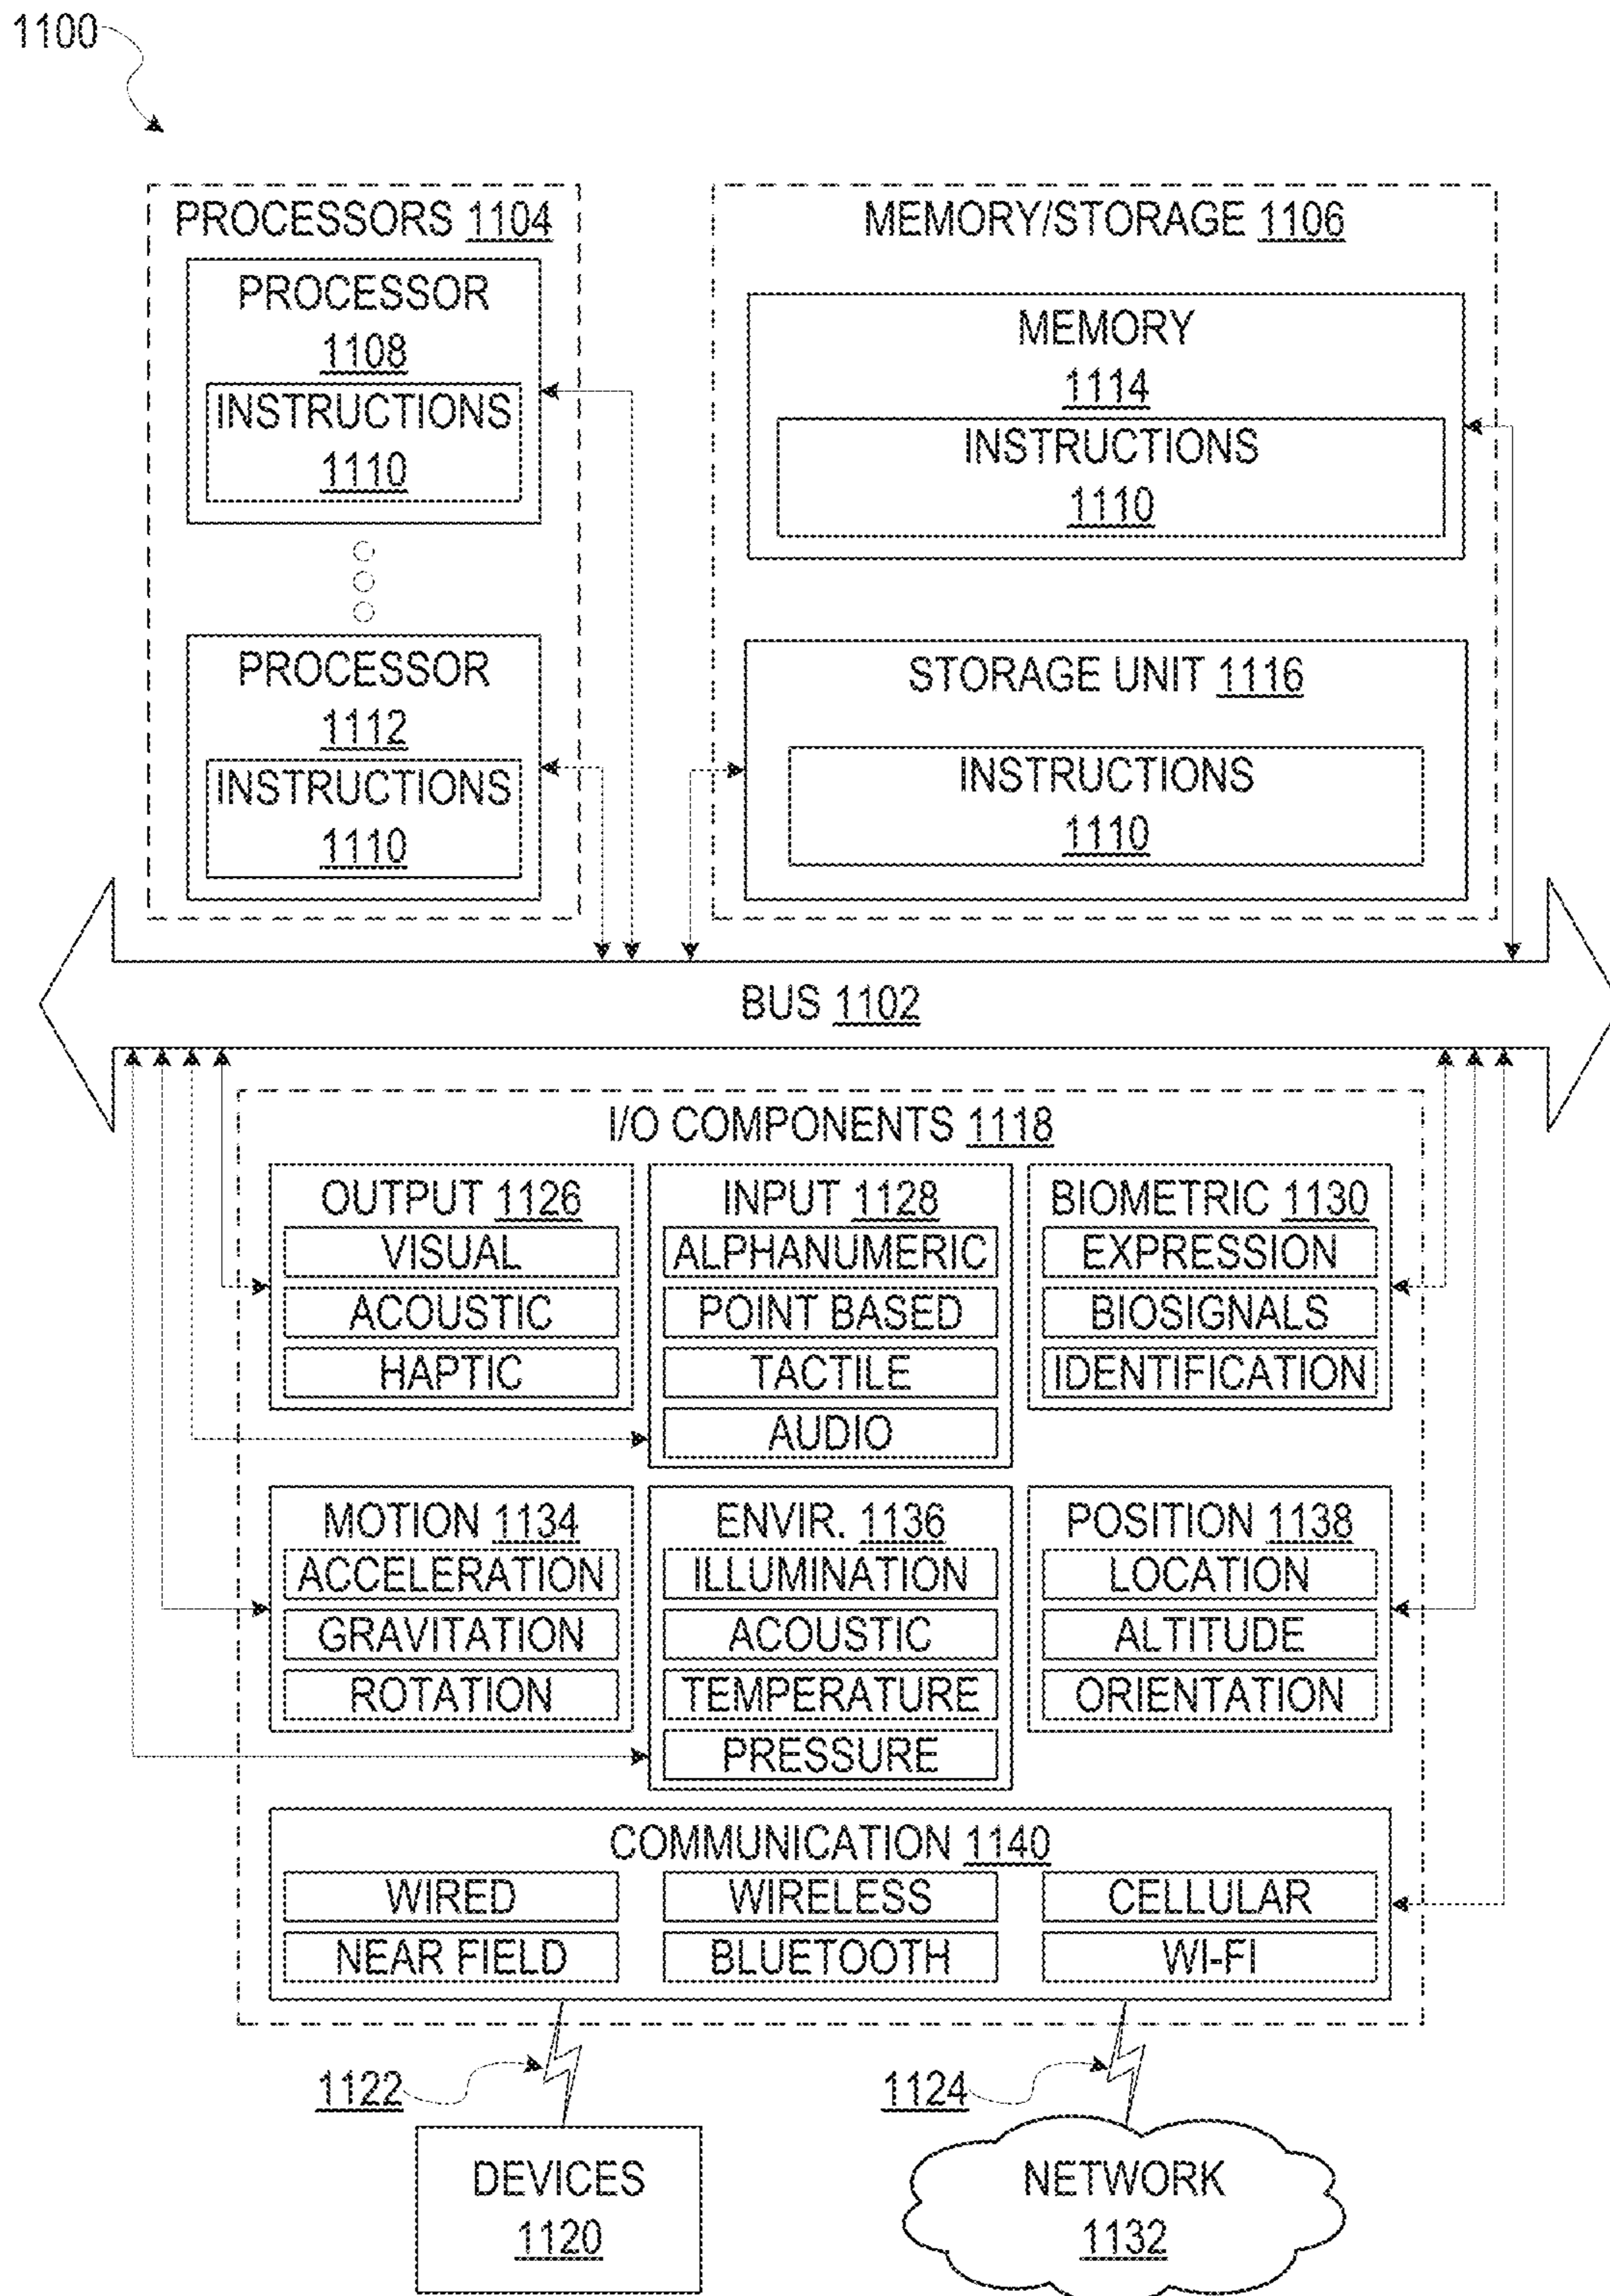 1100
PROCESSORS 1104
PROCESSOR
1108
INSTRUCTIONS
1110
PROCESSOR
1112
INSTRUCTIONS
1110
MEMORY/STORAGE 1106
MEMORY
1114
INSTRUCTIONS
1110
STORAGE UNIT 1116
INSTRUCTIONS
1110
BUS 1102
I/O COMPONENTS 1118
OUTPUT 1126
VISUAL
ACOUSTIC
HAPTIC
INPUT 1128
ALPHANUMERIC
POINT BASED
TACTILE
AUDIO
BIOMETRIC 1130
EXPRESSION
BIOSIGNALS
IDENTIFICATION
MOTION 1134
ACCELERATION
GRAVITATION
ROTATION
ENVIR. 1136
ILLUMINATION
ACOUSTIC
TEMPERATURE
PRESSURE
POSITION 1138
LOCATION
ALTITUDE
ORIENTATION
COMMUNICATION 1140
WIRED
WIRELESS
CELLULAR
NEAR FIELD
BLUETOOTH
WI-FI
1122
1124
DEVICES
1120
NETWORK
1132